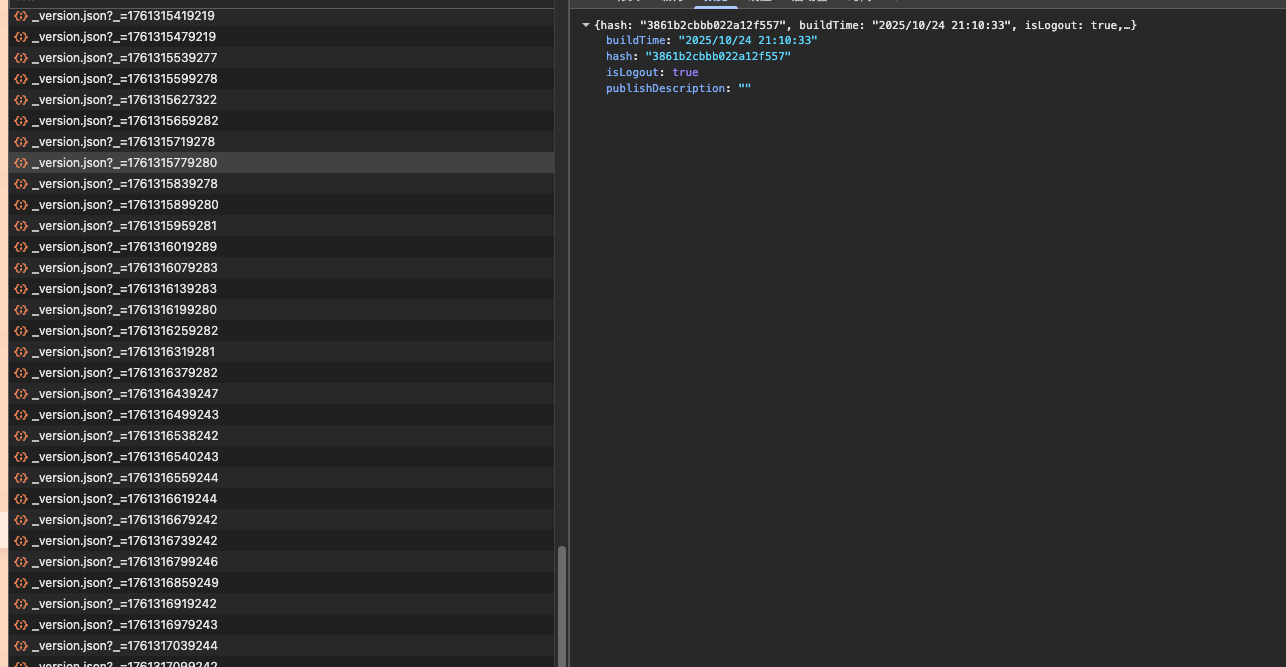 _version.json?_=1761315419219
_version.json?_=1761315479219
_version.json?_=1761315539277
_version.json?_=1761315599278
_version.json?_=1761315627322
_version.json?_=1761315659282
_version.json?_=1761315719278
_version.json?_=1761315779280
_version.json?_=1761315839278
_version.json?_=1761315899280
_version.json?_=1761315959281
_version.json?_=1761316019289
_version.json?_=1761316079283
_version.json?_=1761316139283
_version.json?_=1761316199280
_version.json?_=1761316259282
_version.json?_=1761316319281
_version.json?_=1761316379282
_version.json?_=1761316439247
_version.json?_=1761316499243
_version.json?_=1761316538242
_version.json?_=1761316540243
_version.json?_=1761316559244
_version.json?_=1761316619244
_version.json?_=1761316679242
_version.json?_=1761316739242
_version.json?_=1761316799246
_version.json?_=1761316859249
_version.json?_=1761316919242
_version.json?_=1761316979243
_version.json?_=1761317039244
_version.json?_=1761317099242
{hash: "3861b2cbbb022a12f557", buildTime: "2025/10/24 21:10:33", isLogout: true,…}
buildTime: "2025/10/24 21:10:33"
hash: "3861b2cbbb022a12f557"
isLogout: true
publishDescription: ""